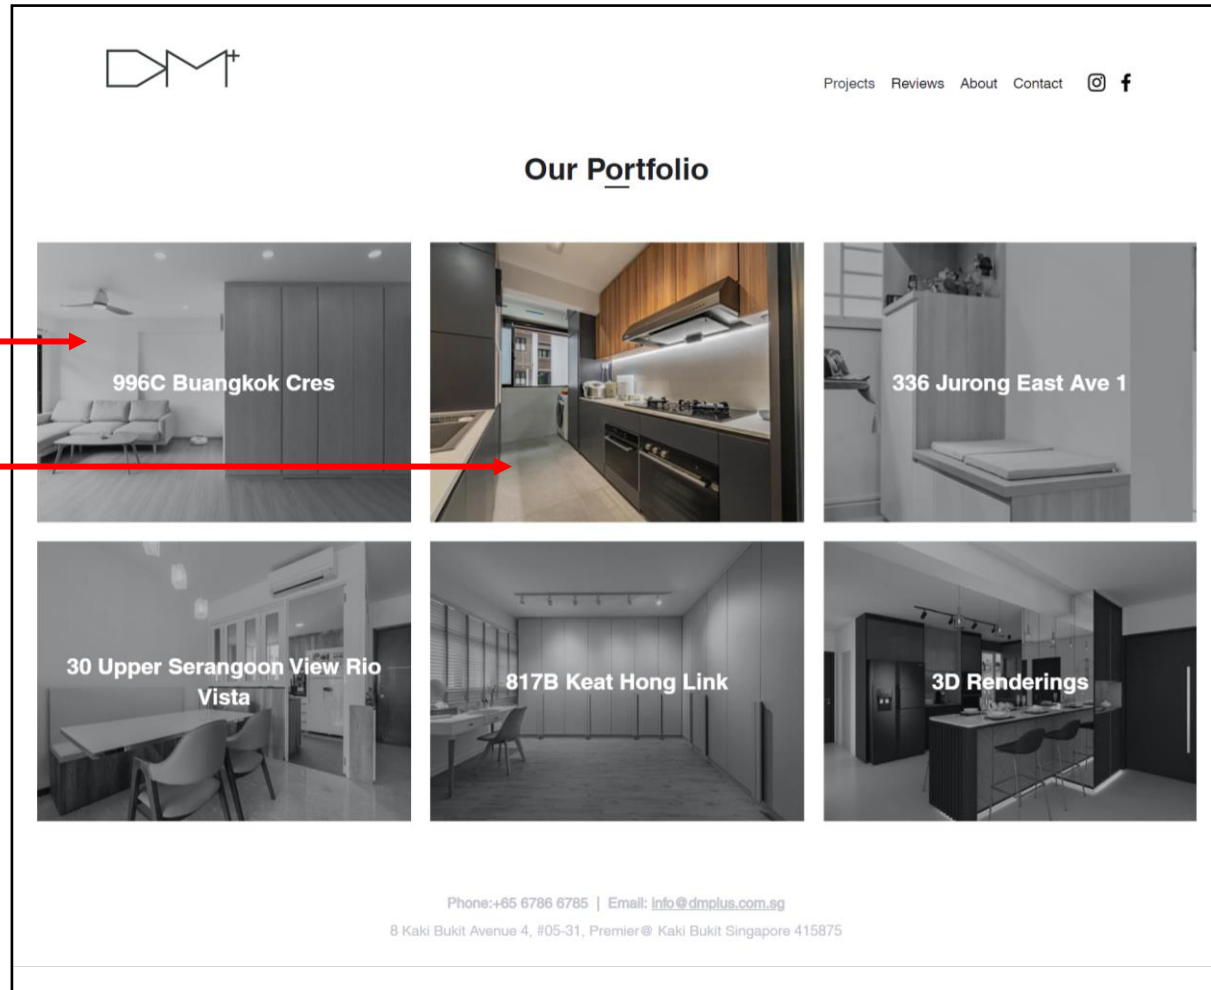 DM+
Projects Reviews About Contact
Our Portfolio
996C Buangkok Cres
336 Jurong East Ave 1
30 Upper Serangoon View Rio
Vista
817B Keat Hong Link
3D Renderings
Phone:+65 6786 6785 | Email: info@dmplus.com.sg
8 Kaki Bukit Avenue 4, #05-31, Premier@ Kaki Bukit Singapore 415875